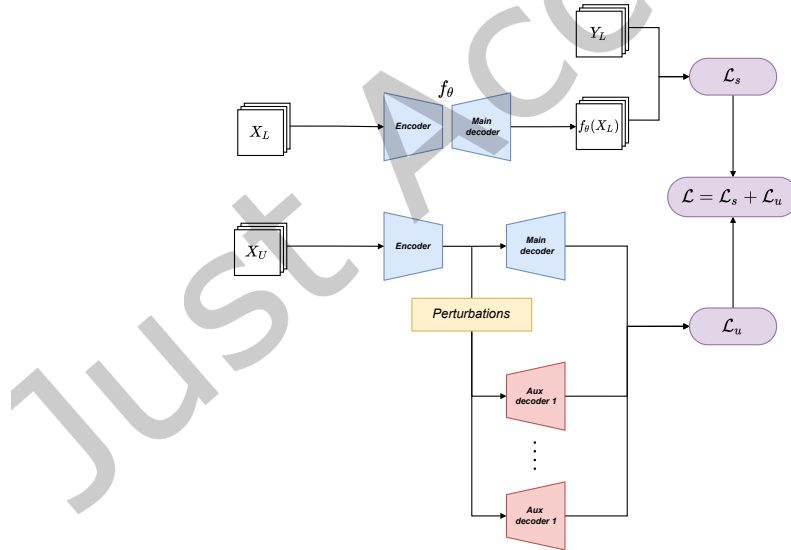 Just Acc
Y_L
ℒ_s
f_θ
Encoder
Main
decoder
X_L
f_θ(X_L)
ℒ = ℒ_s + ℒ_u
X_U
Encoder
Main
decoder
Perturbations
ℒ_u
Aux
decoder 1
Aux
decoder 1